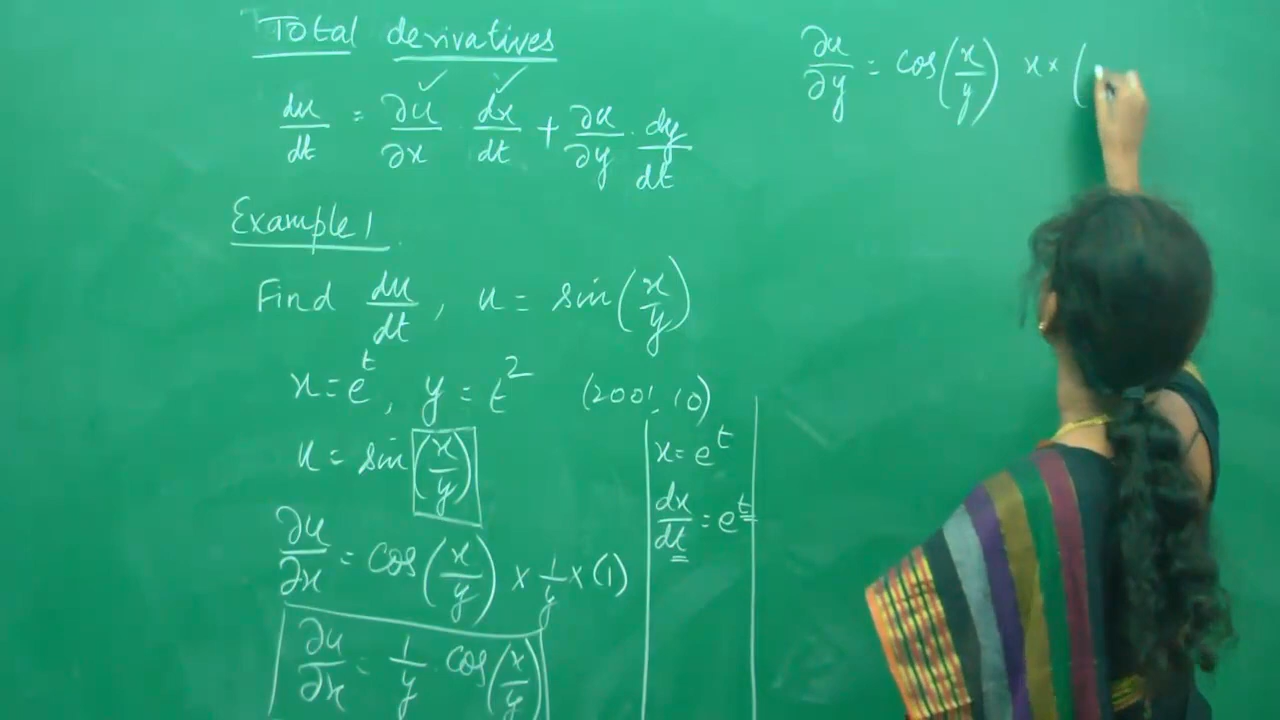 Total derivatives
du/dt = ∂u/∂x · dx/dt + ∂u/∂y · dy/dt
Example 1.
Find du/dt, u = sin(x/y)
x = e^t, y = t^2 (2001, 10)
u = sin(x/y)
∂u/∂x = cos(x/y) × 1/y × (1)
∂u/∂x = 1/y · cos(x/y)
x = e^t
dx/dt = e^t
∂u/∂y = cos(x/y) x × (